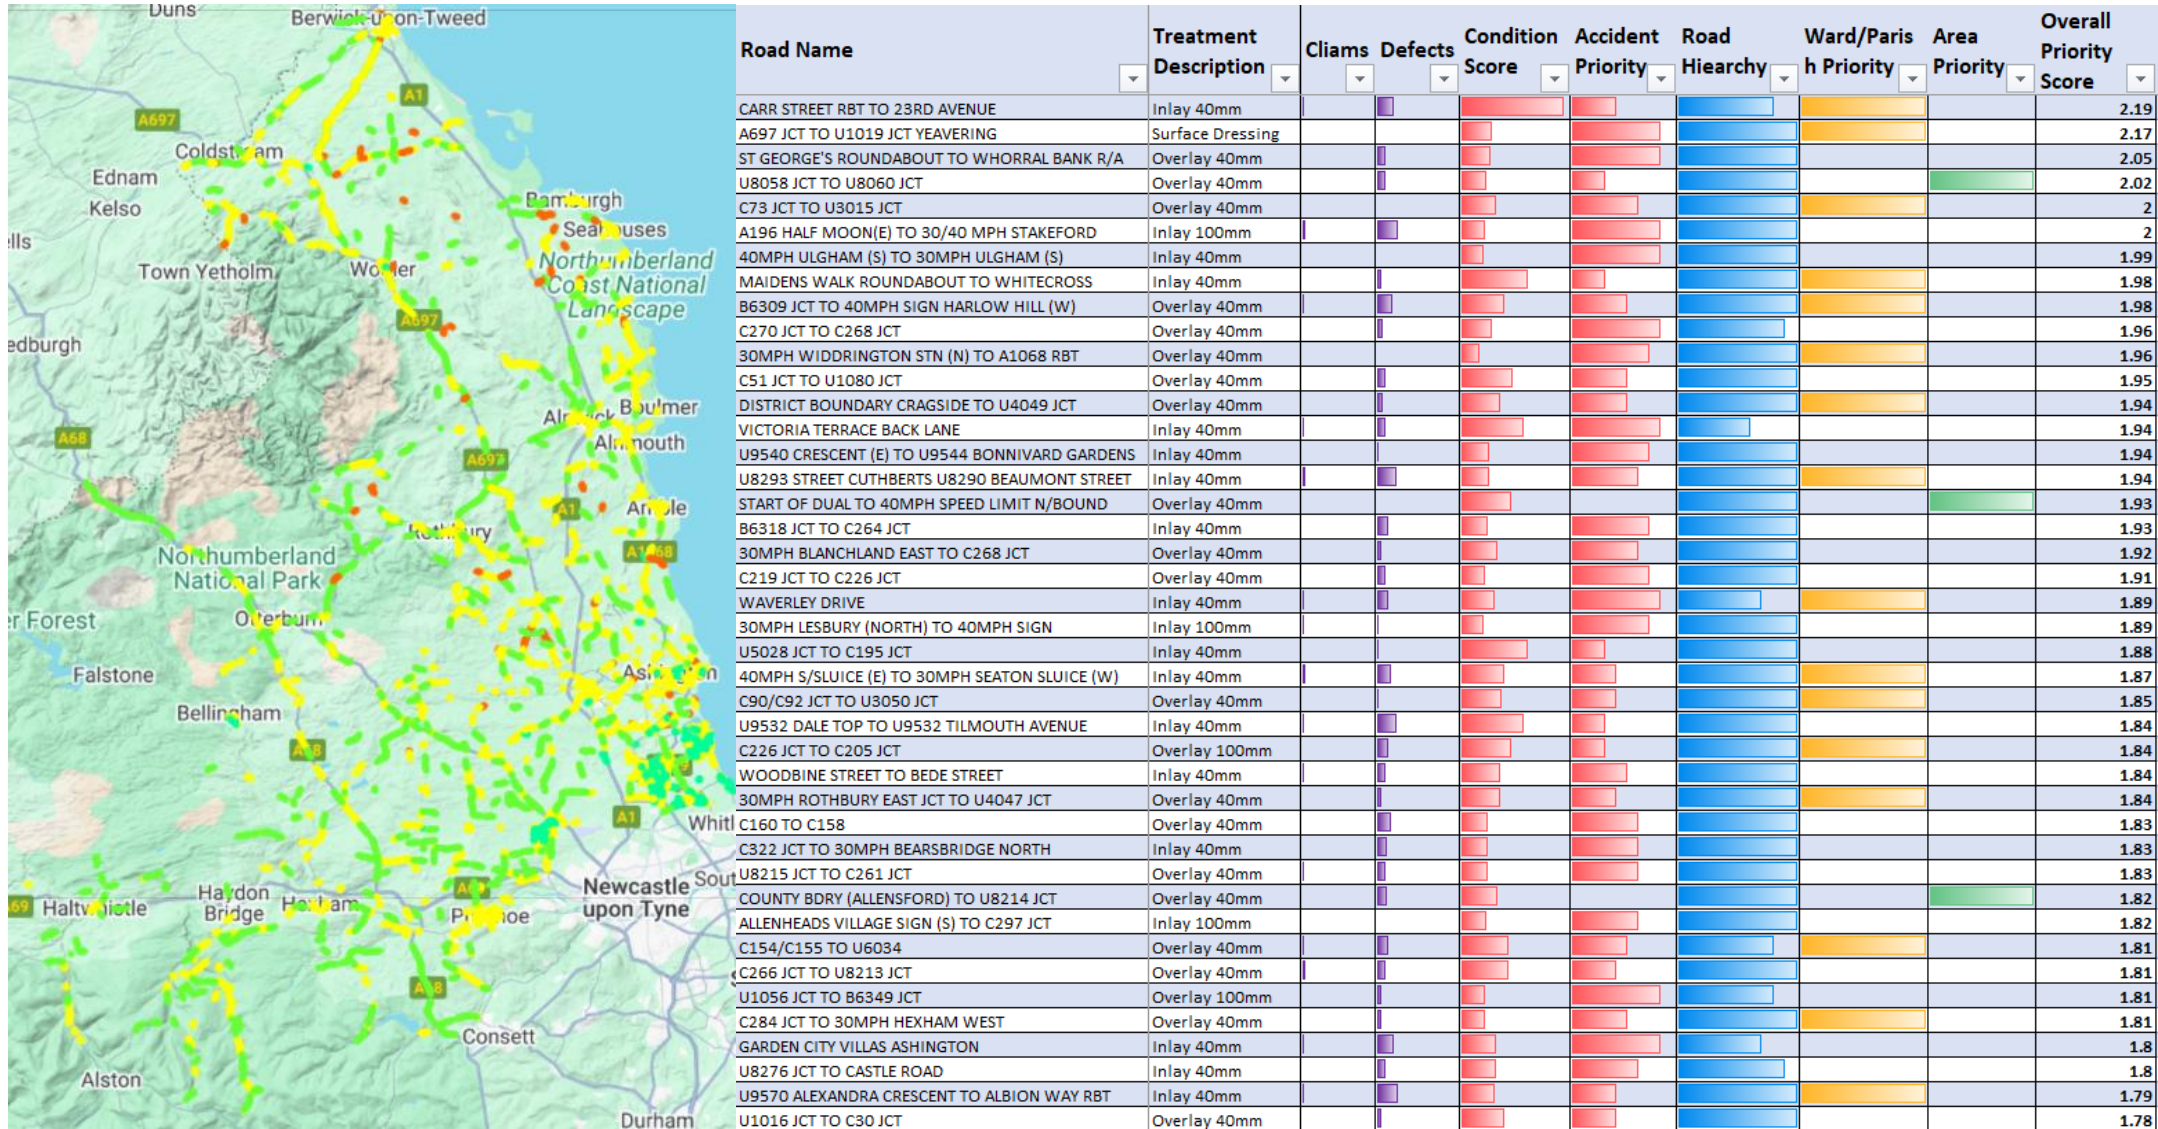 Duns
Berwick-upon-Tweed
A1
A697
Coldstream
Ednam
Kelso
Bamburgh
Seahouses
ells
Northumberland
Coast National
Landscape
Town Yetholm
Wooler
A697
edburgh
Alnwick
Boulmer
Alnmouth
A68
A697
A1
Amble
Rothbury
A1068
Northumberland
National Park
Otterburn
er Forest
Falstone
Ashington
Bellingham
A68
A1
Whitl
Haydon
Bridge
Hexham
A69
Prudhoe
Newcastle
upon Tyne
Sout
69
Haltwhistle
A68
Consett
Alston
Durham
Road Name Treatment Description Cliams Defects Condition Score Accident Priority Road Hiearchy Ward/Parish Priority Area Priority Overall Priority Score
CARR STREET RBT TO 23RD AVENUE Inlay 40mm 2.19
A697 JCT TO U1019 JCT YEAVERING Surface Dressing 2.17
ST GEORGE'S ROUNDABOUT TO WHORRAL BANK R/A Overlay 40mm 2.05
U8058 JCT TO U8060 JCT Overlay 40mm 2.02
C73 JCT TO U3015 JCT Overlay 40mm 2
A196 HALF MOON(E) TO 30/40 MPH STAKEFORD Inlay 100mm 2
40MPH ULGHAM (S) TO 30MPH ULGHAM (S) Inlay 40mm 1.99
MAIDENS WALK ROUNDABOUT TO WHITECROSS Inlay 40mm 1.98
B6309 JCT TO 40MPH SIGN HARLOW HILL (W) Overlay 40mm 1.98
C270 JCT TO C268 JCT Overlay 40mm 1.96
30MPH WIDDRINGTON STN (N) TO A1068 RBT Overlay 40mm 1.96
C51 JCT TO U1080 JCT Overlay 40mm 1.95
DISTRICT BOUNDARY CRAGSIDE TO U4049 JCT Overlay 40mm 1.94
VICTORIA TERRACE BACK LANE Inlay 40mm 1.94
U9540 CRESCENT (E) TO U9544 BONNIVARD GARDENS Inlay 40mm 1.94
U8293 STREET CUTHBERTS U8290 BEAUMONT STREET Inlay 40mm 1.94
START OF DUAL TO 40MPH SPEED LIMIT N/BOUND Overlay 40mm 1.93
B6318 JCT TO C264 JCT Inlay 40mm 1.93
30MPH BLANCHLAND EAST TO C268 JCT Overlay 40mm 1.92
C219 JCT TO C226 JCT Overlay 40mm 1.91
WAVERLEY DRIVE Inlay 40mm 1.89
30MPH LESBURY (NORTH) TO 40MPH SIGN Inlay 100mm 1.89
U5028 JCT TO C195 JCT Inlay 40mm 1.88
40MPH S/SLUICE (E) TO 30MPH SEATON SLUICE (W) Inlay 40mm 1.87
C90/C92 JCT TO U3050 JCT Overlay 40mm 1.85
U9532 DALE TOP TO U9532 TILMOUTH AVENUE Inlay 40mm 1.84
C226 JCT TO C205 JCT Overlay 100mm 1.84
WOODBINE STREET TO BEDE STREET Inlay 40mm 1.84
30MPH ROTHBURY EAST JCT TO U4047 JCT Overlay 40mm 1.84
C160 TO C158 Overlay 40mm 1.83
C322 JCT TO 30MPH BEARSBRIDGE NORTH Inlay 40mm 1.83
U8215 JCT TO C261 JCT Overlay 40mm 1.83
COUNTY BDRY (ALLENSFORD) TO U8214 JCT Overlay 40mm 1.82
ALLENHEADS VILLAGE SIGN (S) TO C297 JCT Inlay 100mm 1.82
C154/C155 TO U6034 Overlay 40mm 1.81
C266 JCT TO U8213 JCT Overlay 40mm 1.81
U1056 JCT TO B6349 JCT Overlay 100mm 1.81
C284 JCT TO 30MPH HEXHAM WEST Overlay 40mm 1.81
GARDEN CITY VILLAS ASHINGTON Inlay 40mm 1.8
U8276 JCT TO CASTLE ROAD Inlay 40mm 1.8
U9570 ALEXANDRA CRESCENT TO ALBION WAY RBT Inlay 40mm 1.79
U1016 JCT TO C30 JCT Overlay 40mm 1.78